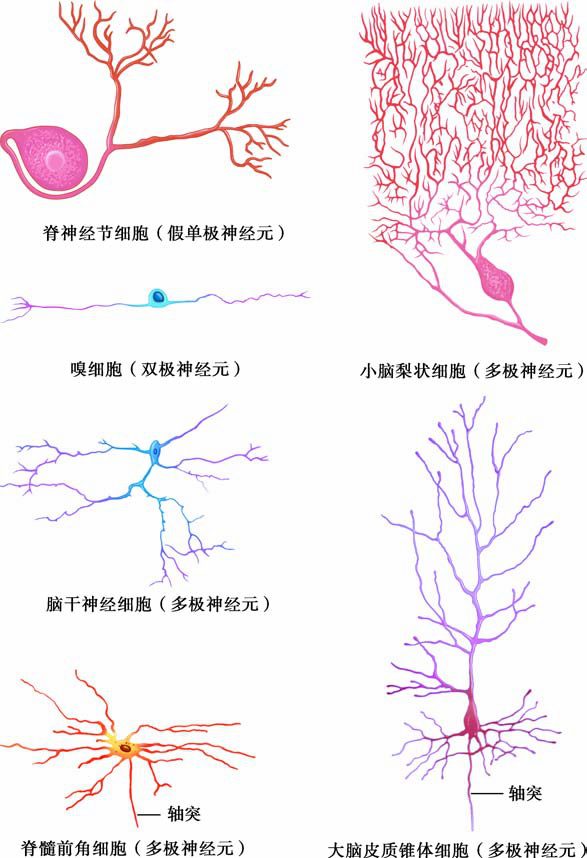 脊神经节细胞（假单极神经元）
嗅细胞（双极神经元）
小脑梨状细胞（多极神经元）
脑干神经细胞（多极神经元）
轴突
脊髓前角细胞（多极神经元）
轴突
大脑皮质锥体细胞（多极神经元）